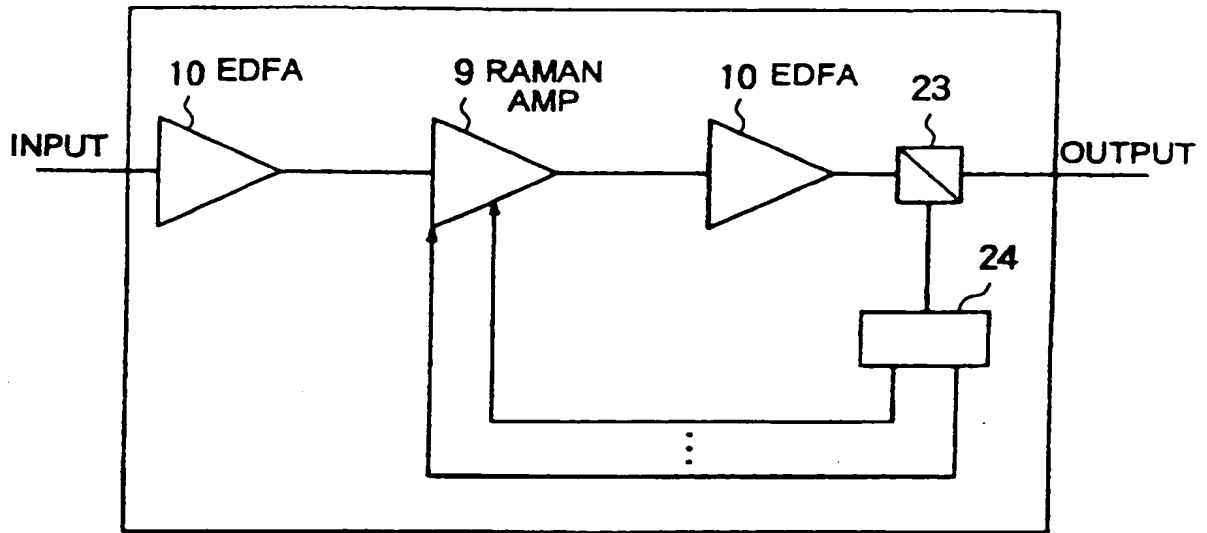 10 EDFA
9 RAMAN
AMP
10 EDFA
23
INPUT
OUTPUT
24